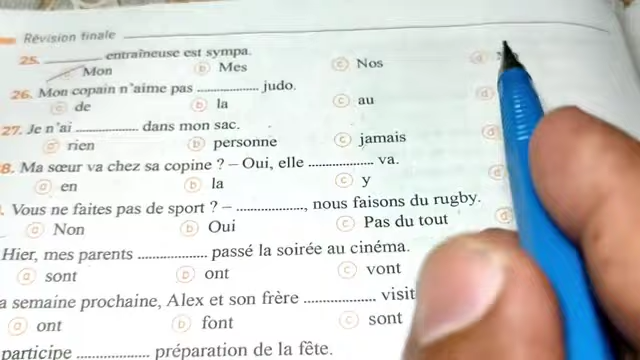 Révision finale
25. ............ entraîneuse est sympa.
a Mon b Mes c Nos d
26. Mon copain n'aime pas ............ judo.
a de b la c au d
27. Je n'ai ............ dans mon sac.
a rien b personne c jamais d
8. Ma sœur va chez sa copine ? – Oui, elle ............ va.
a en b la c y d
. Vous ne faites pas de sport ? – ............, nous faisons du rugby.
a Non b Oui c Pas du tout d
Hier, mes parents ............ passé la soirée au cinéma.
a sont b ont c vont
a semaine prochaine, Alex et son frère ............ visit
a ont b font c sont
participe ............ préparation de la fête.